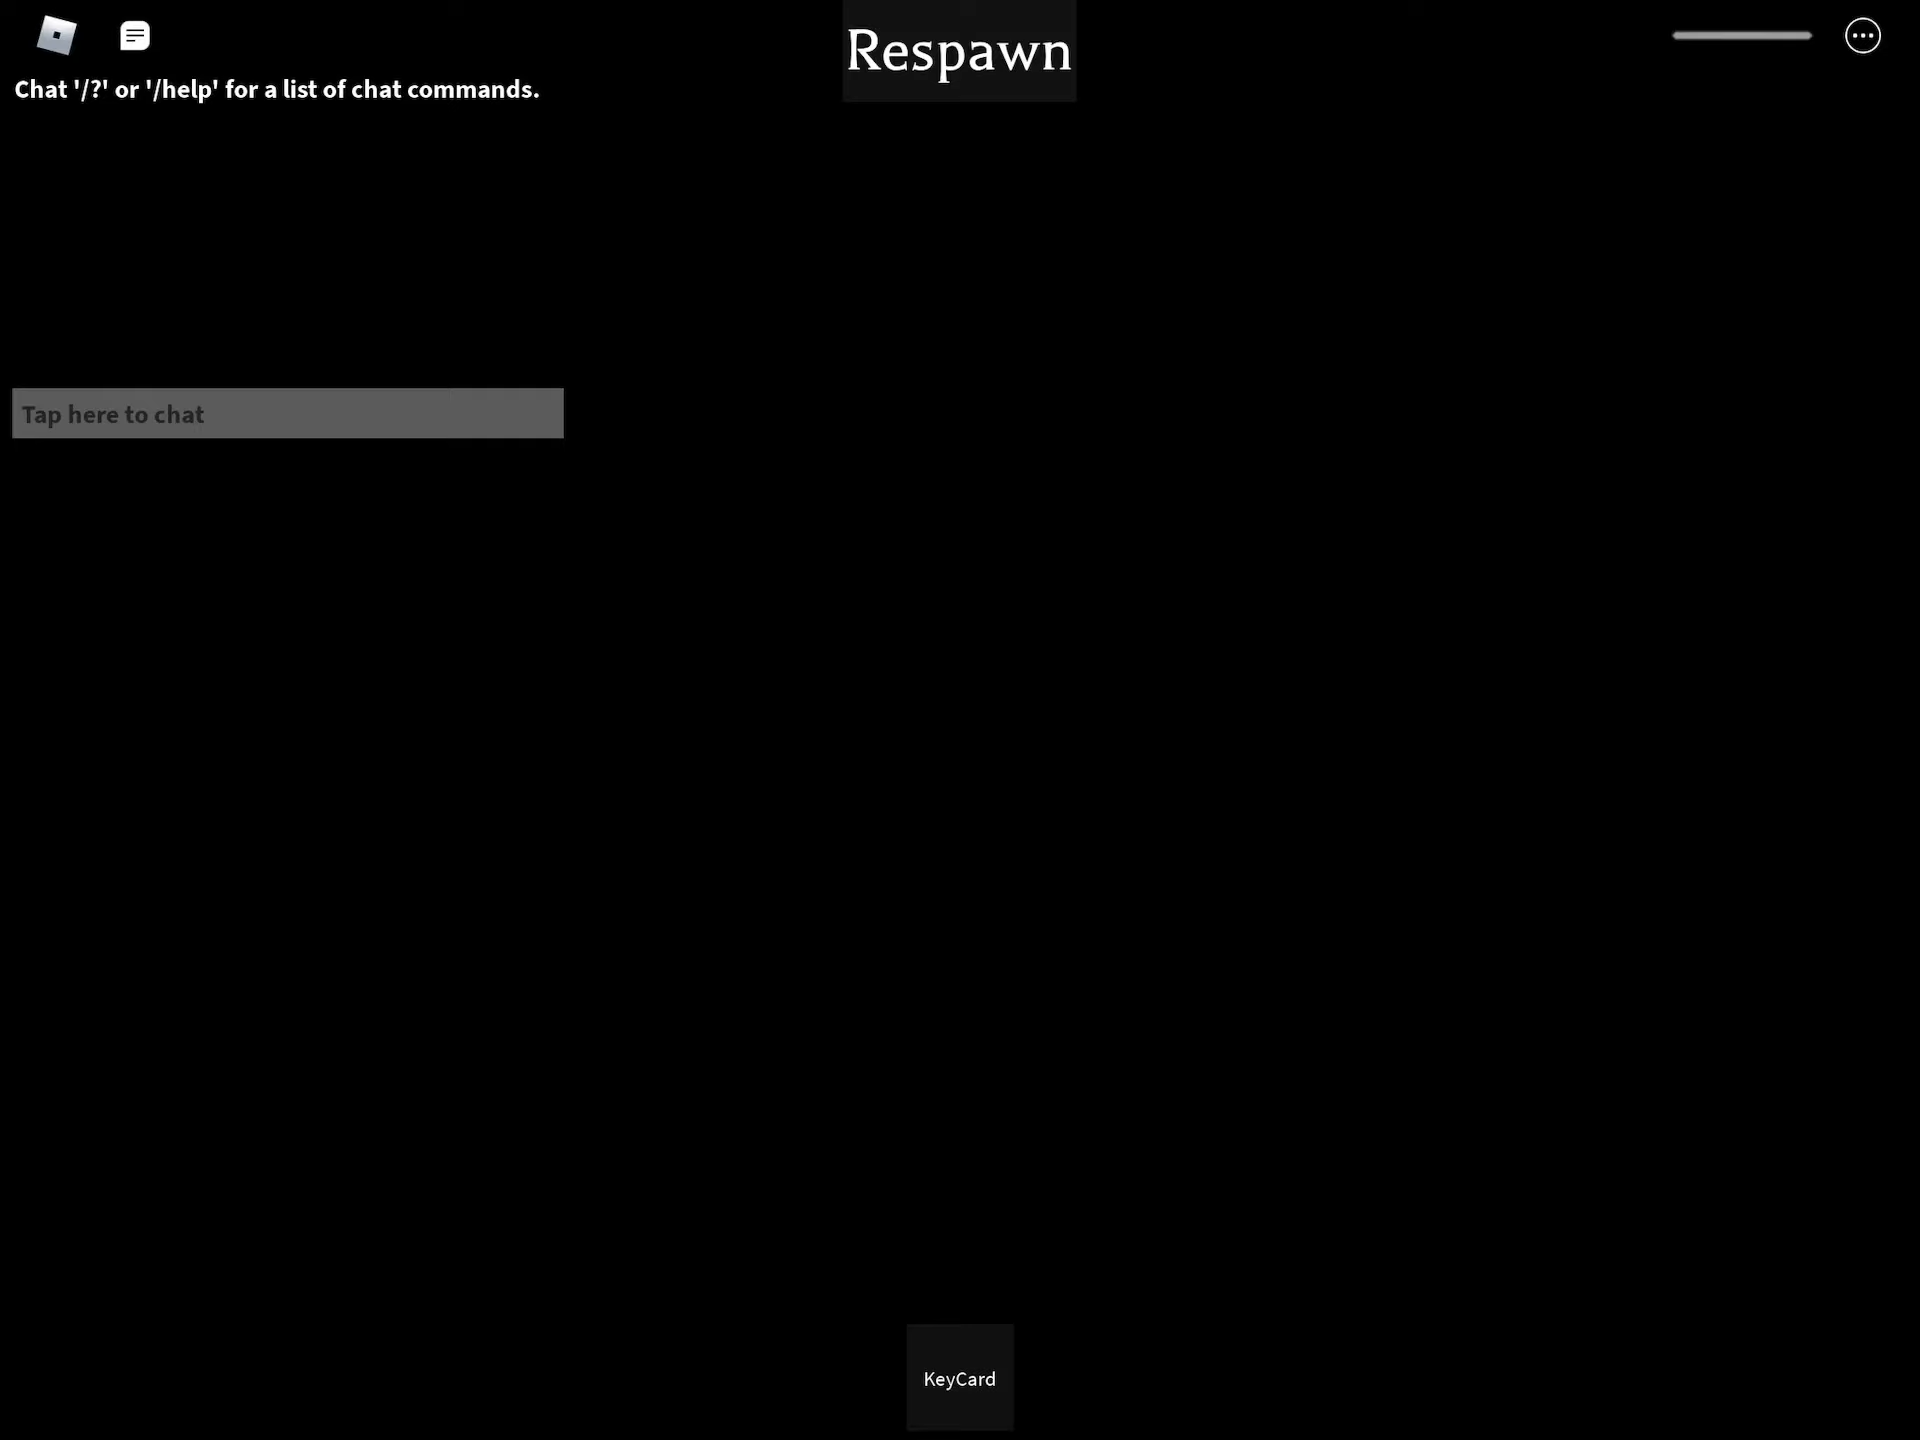 Respawn
Chat '/?' or '/help' for a list of chat commands.
Tap here to chat
KeyCard